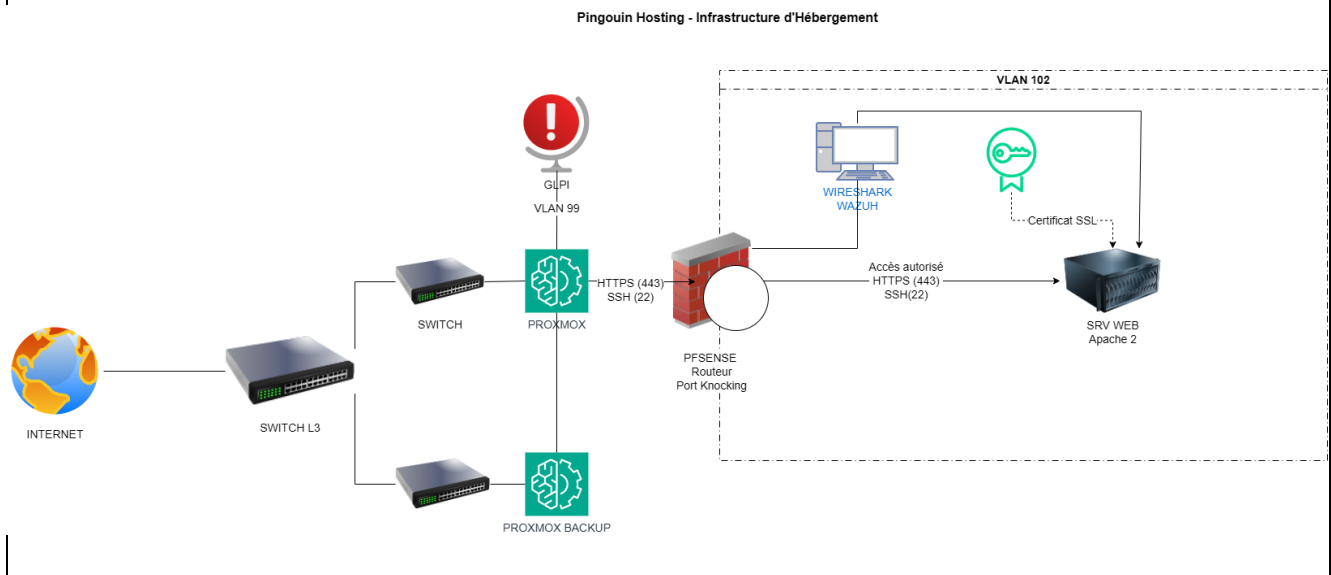 Pingouin Hosting - Infrastructure d'Hébergement
VLAN 102
GLPI
VLAN 99
WIRESHARK
WAZUH
Certificat SSL
HTTPS (443)
SSH (22)
Accès autorisé
HTTPS (443)
SSH(22)
SWITCH
PROXMOX
SRV WEB
Apache 2
PFSENSE
Routeur
Port Knocking
INTERNET
SWITCH L3
PROXMOX BACKUP